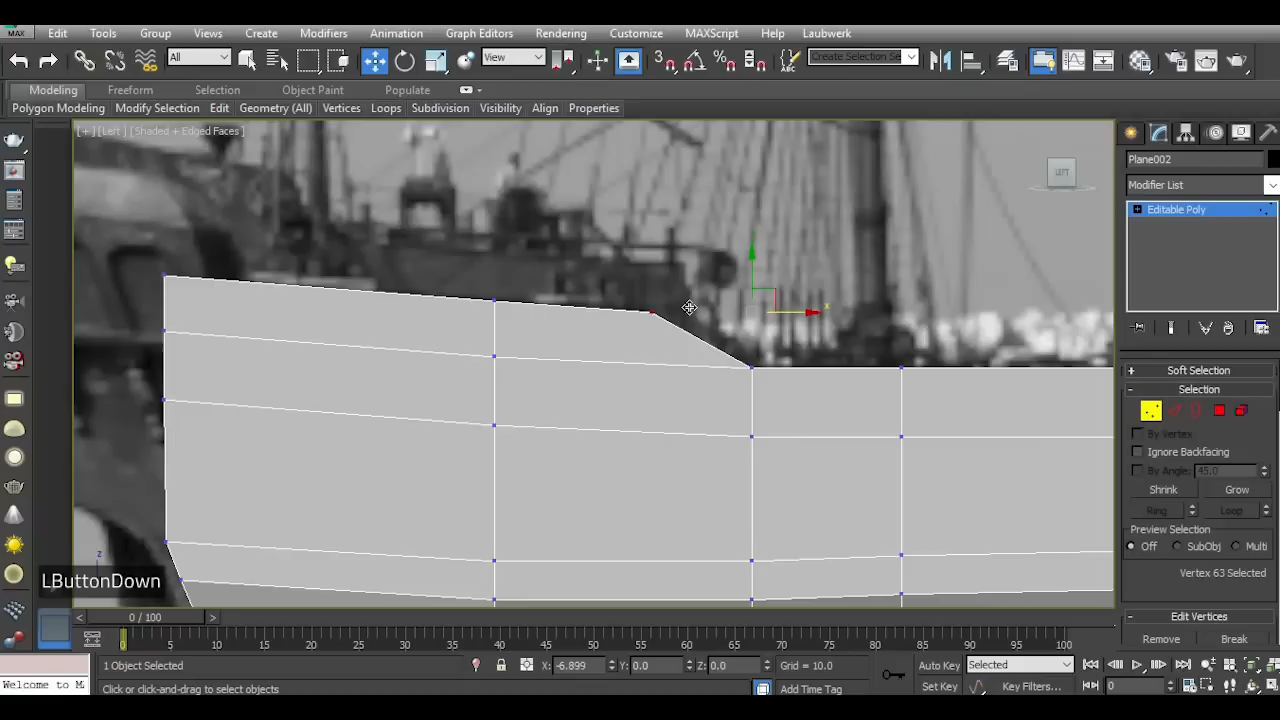 MAX Edit Tools Group Views Create Modifiers Animation Graph Editors Rendering Customize MAXScript Help Laubwerk
All View 3 ABC Create Selection Se
Modeling Freeform Selection Object Paint Populate
Polygon Modeling Modify Selection Edit Geometry (All) Vertices Loops Subdivision Visibility Align Properties
[+] [Left ] [Shaded + Edged Faces ]
LEFT
x
z
LButtonDown
Plane002
Modifier List
Editable Poly
+ Soft Selection
- Selection
By Vertex
Ignore Backfacing
By Angle: 45.0
Shrink Grow
Ring Loop
Preview Selection
Off SubObj Multi
Vertex 63 Selected
- Edit Vertices
Remove Break
< 0 / 100 >
0 5 10 15 20 25 30 35 40 45 50 55 60 65 70 75 80 85 90 95 100
1 Object Selected X: -6.899 Y: 0.0 Z: 0.0 Grid = 10.0 Auto Key Selected
Welcome to M Click or click-and-drag to select objects Add Time Tag Set Key Key Filters... 0